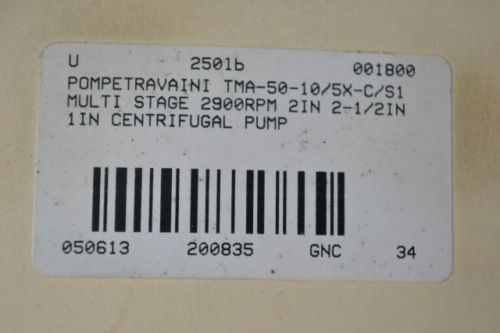 U 250lb 001800
POMPETRAVAINI TMA-50-10/5X-C/S1
MULTI STAGE 2900RPM 2IN 2-1/2IN
1IN CENTRIFUGAL PUMP
050613 200835 GNC 34